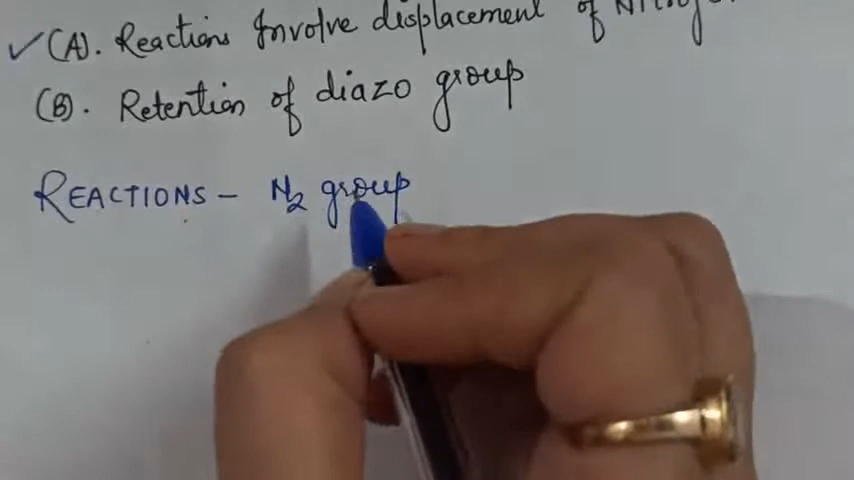 ✓ (A). Reactions Involve displacement of
(B). Retention of diazo group
REACTIONS - N2 group